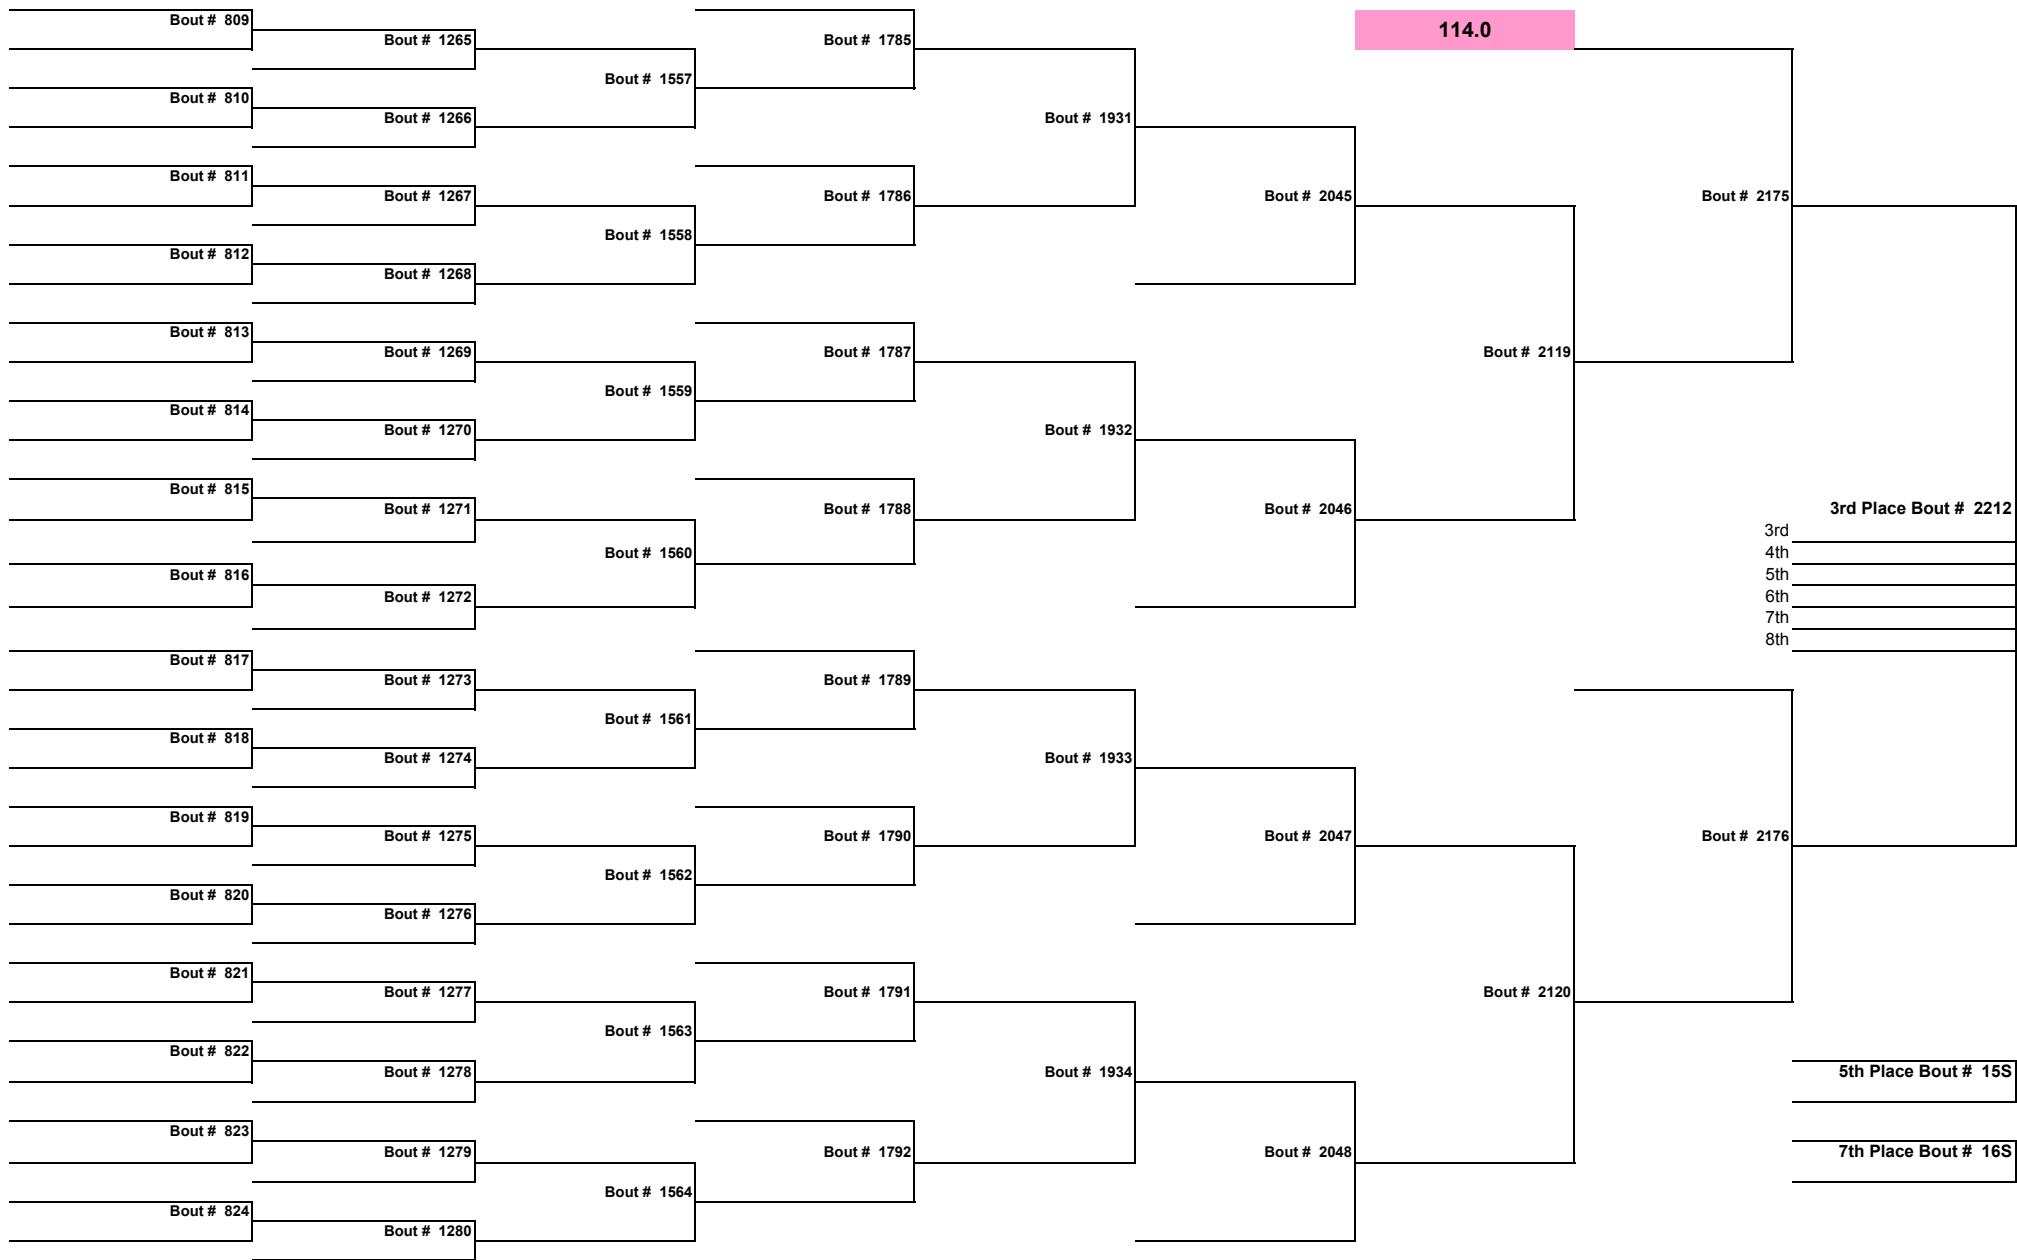 114.0
Bout # 809
Bout # 810
Bout # 811
Bout # 812
Bout # 813
Bout # 814
Bout # 815
Bout # 816
Bout # 817
Bout # 818
Bout # 819
Bout # 820
Bout # 821
Bout # 822
Bout # 823
Bout # 824
Bout # 1265
Bout # 1266
Bout # 1267
Bout # 1268
Bout # 1269
Bout # 1270
Bout # 1271
Bout # 1272
Bout # 1273
Bout # 1274
Bout # 1275
Bout # 1276
Bout # 1277
Bout # 1278
Bout # 1279
Bout # 1280
Bout # 1557
Bout # 1558
Bout # 1559
Bout # 1560
Bout # 1561
Bout # 1562
Bout # 1563
Bout # 1564
Bout # 1785
Bout # 1786
Bout # 1787
Bout # 1788
Bout # 1789
Bout # 1790
Bout # 1791
Bout # 1792
Bout # 1931
Bout # 1932
Bout # 1933
Bout # 1934
Bout # 2045
Bout # 2046
Bout # 2047
Bout # 2048
Bout # 2119
Bout # 2120
Bout # 2175
Bout # 2176
3rd Place Bout # 2212
3rd
4th
5th
6th
7th
8th
5th Place Bout # 15S
7th Place Bout # 16S